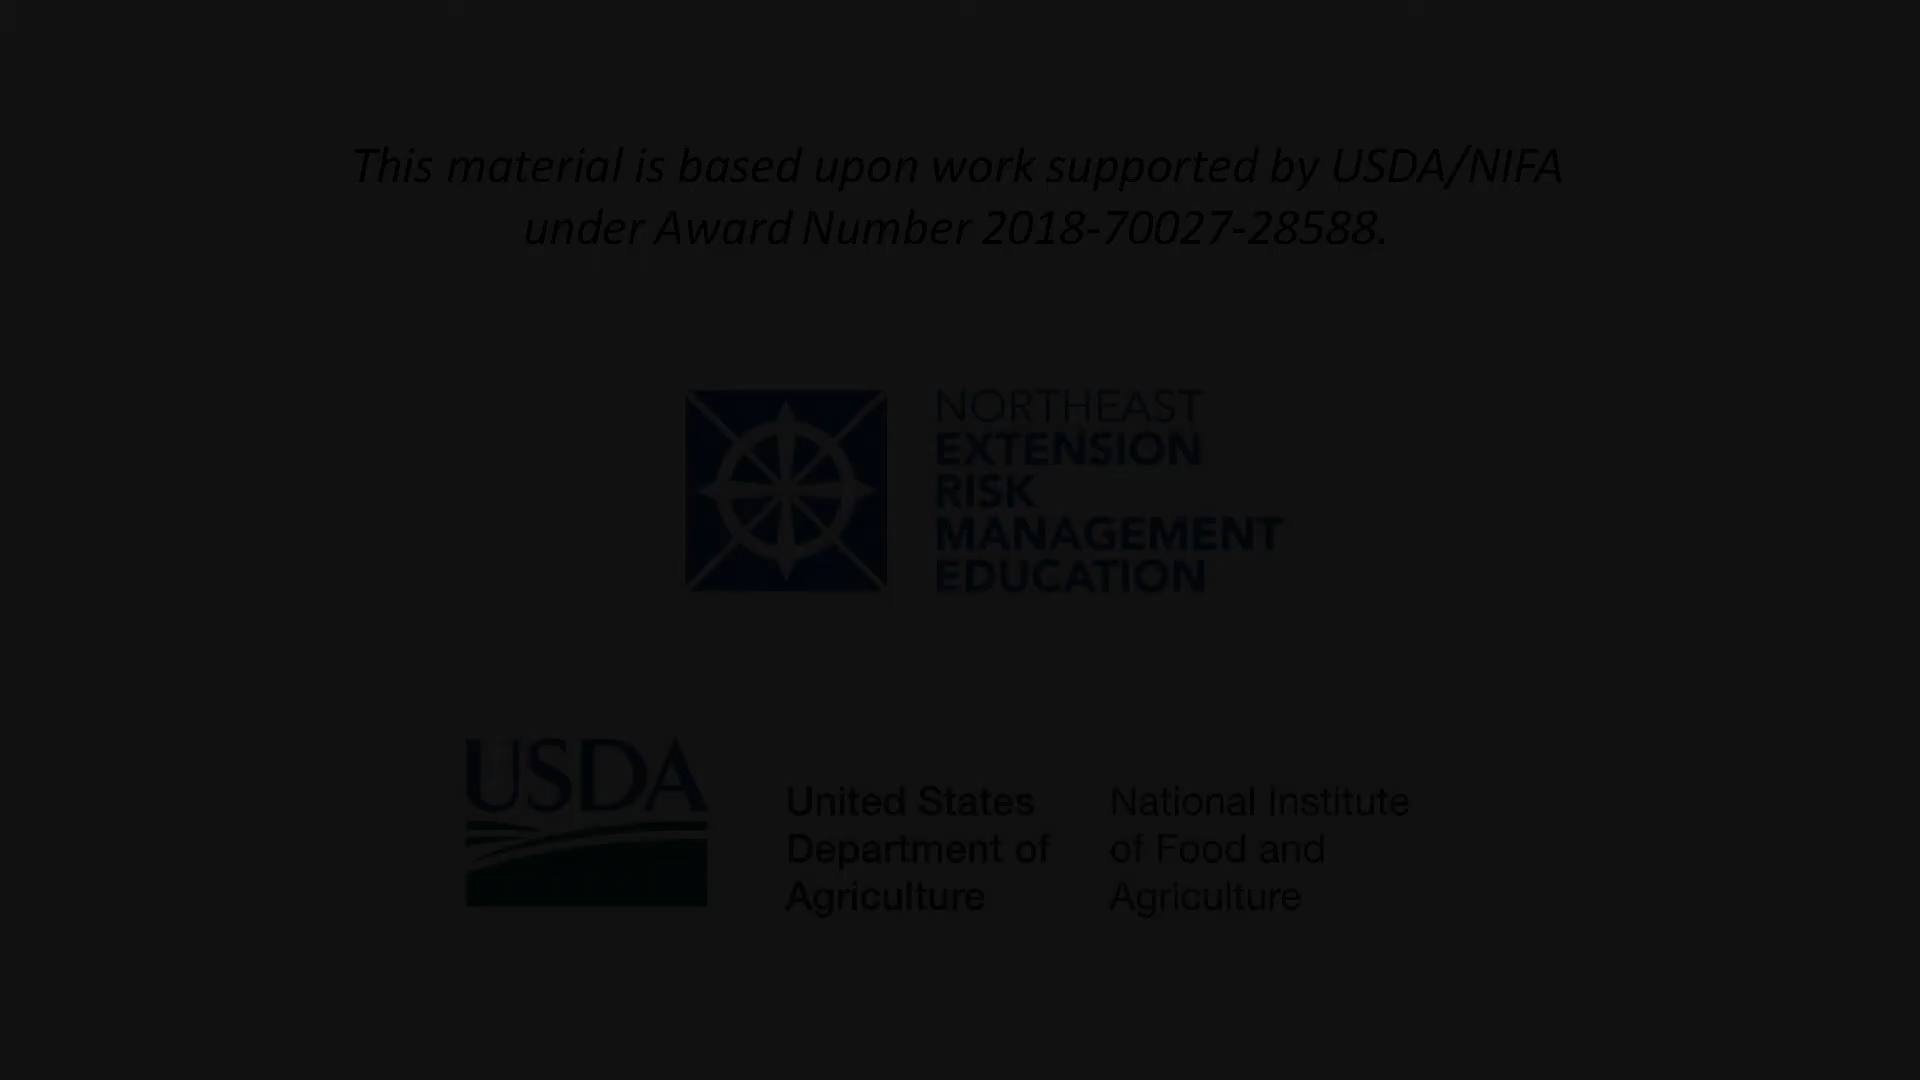 This material is based upon work supported by USDA/NIFA
under Award Number 2018-70027-28588.
NORTHEAST
EXTENSION
RISK
MANAGEMENT
EDUCATION
USDA
United States
Department of
Agriculture
National Institute
of Food and
Agriculture